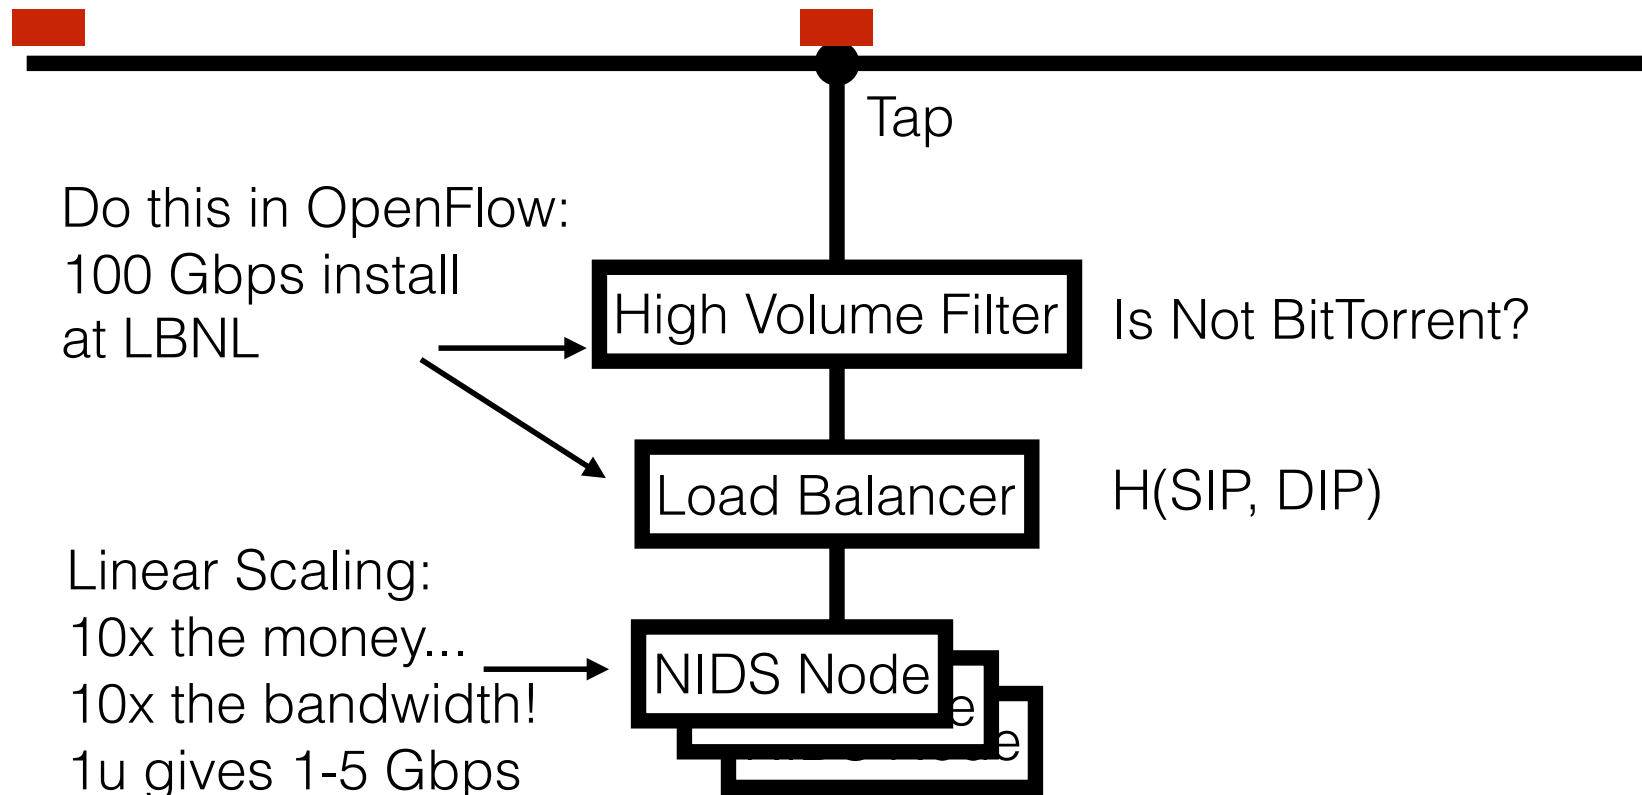 Tap
Do this in OpenFlow:
100 Gbps install
at LBNL
High Volume Filter
Is Not BitTorrent?
Load Balancer
H(SIP, DIP)
Linear Scaling:
10x the money...
10x the bandwidth!
1u gives 1-5 Gbps
NIDS Node